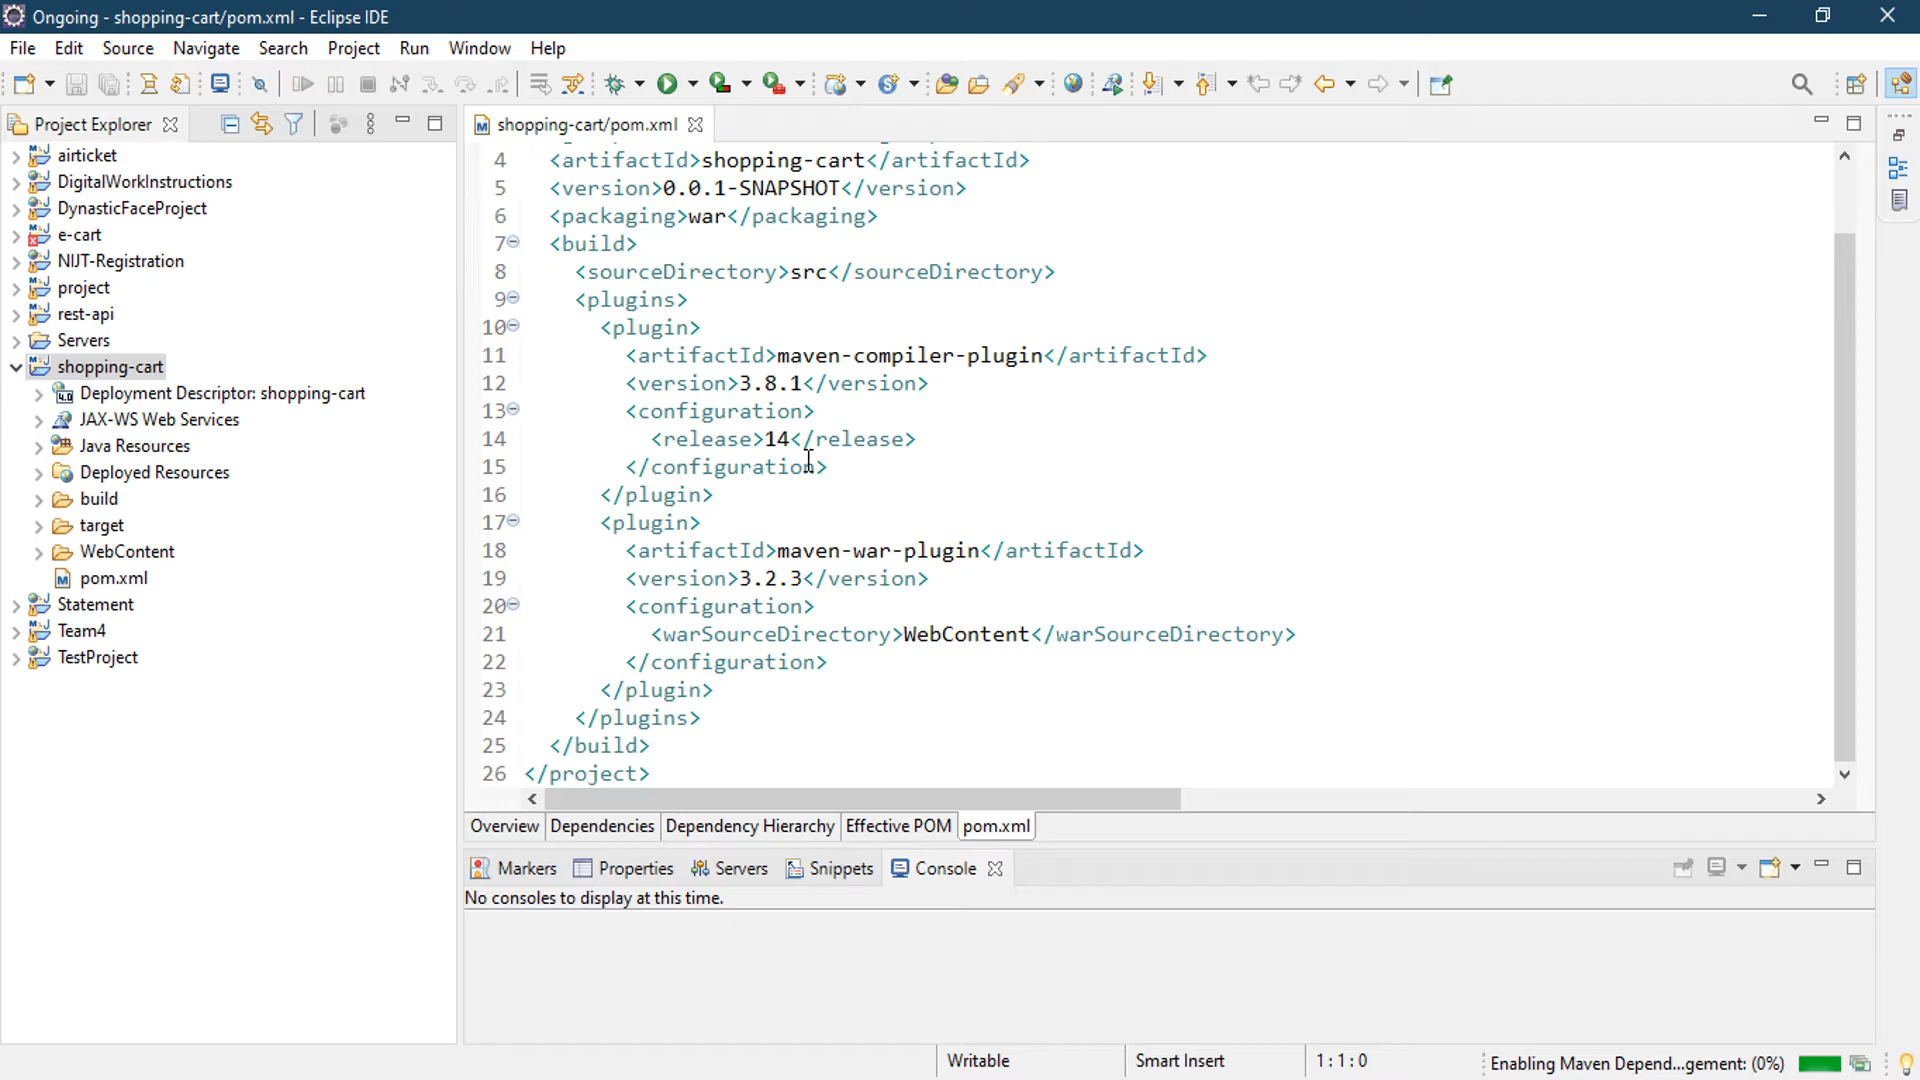 Ongoing - shopping-cart/pom.xml - Eclipse IDE
File Edit Source Navigate Search Project Run Window Help
Project Explorer
airticket
DigitalWorkInstructions
DynasticFaceProject
e-cart
NIJT-Registration
project
rest-api
Servers
shopping-cart
Deployment Descriptor: shopping-cart
JAX-WS Web Services
Java Resources
Deployed Resources
build
target
WebContent
pom.xml
Statement
Team4
TestProject
shopping-cart/pom.xml
4 <artifactId>shopping-cart</artifactId>
5 <version>0.0.1-SNAPSHOT</version>
6 <packaging>war</packaging>
7 <build>
8 <sourceDirectory>src</sourceDirectory>
9 <plugins>
10 <plugin>
11 <artifactId>maven-compiler-plugin</artifactId>
12 <version>3.8.1</version>
13 <configuration>
14 <release>14</release>
15 </configuration>
16 </plugin>
17 <plugin>
18 <artifactId>maven-war-plugin</artifactId>
19 <version>3.2.3</version>
20 <configuration>
21 <warSourceDirectory>WebContent</warSourceDirectory>
22 </configuration>
23 </plugin>
24 </plugins>
25 </build>
26 </project>
Overview Dependencies Dependency Hierarchy Effective POM pom.xml
Markers Properties Servers Snippets Console
No consoles to display at this time.
Writable Smart Insert 1:1:0 Enabling Maven Depend...gement: (0%)